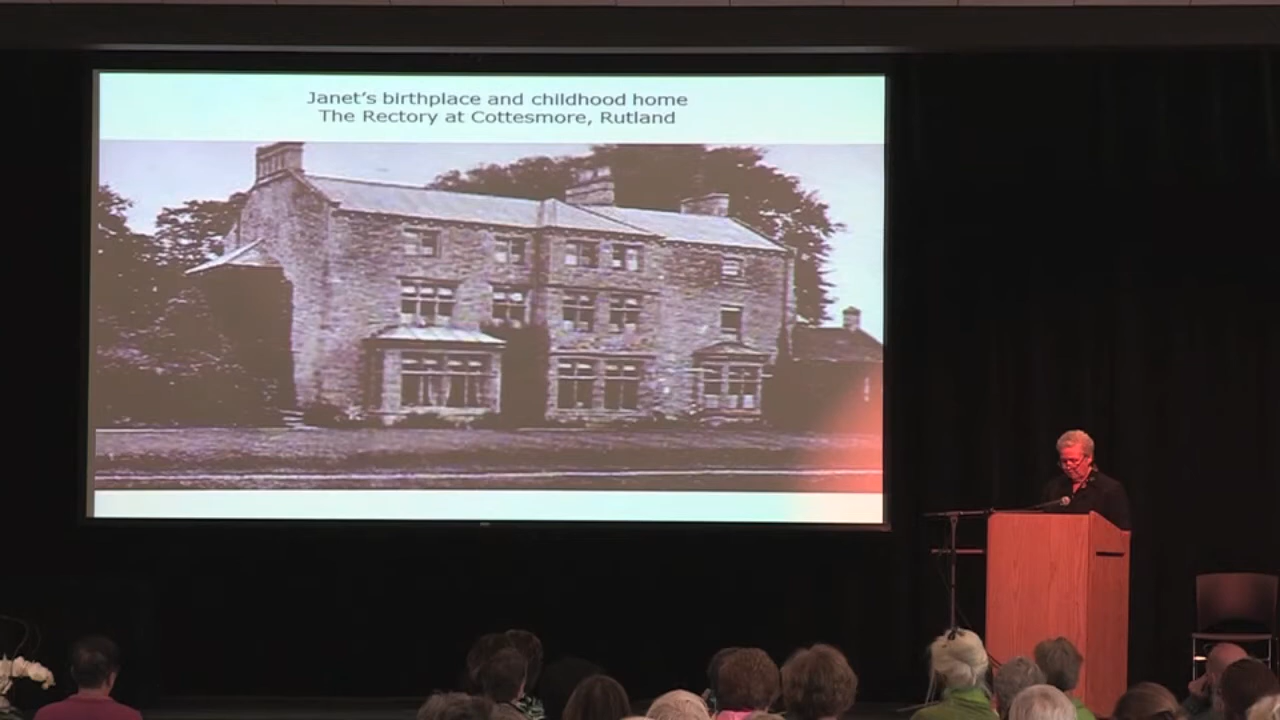 Janet's birthplace and childhood home
The Rectory at Cottesmore, Rutland